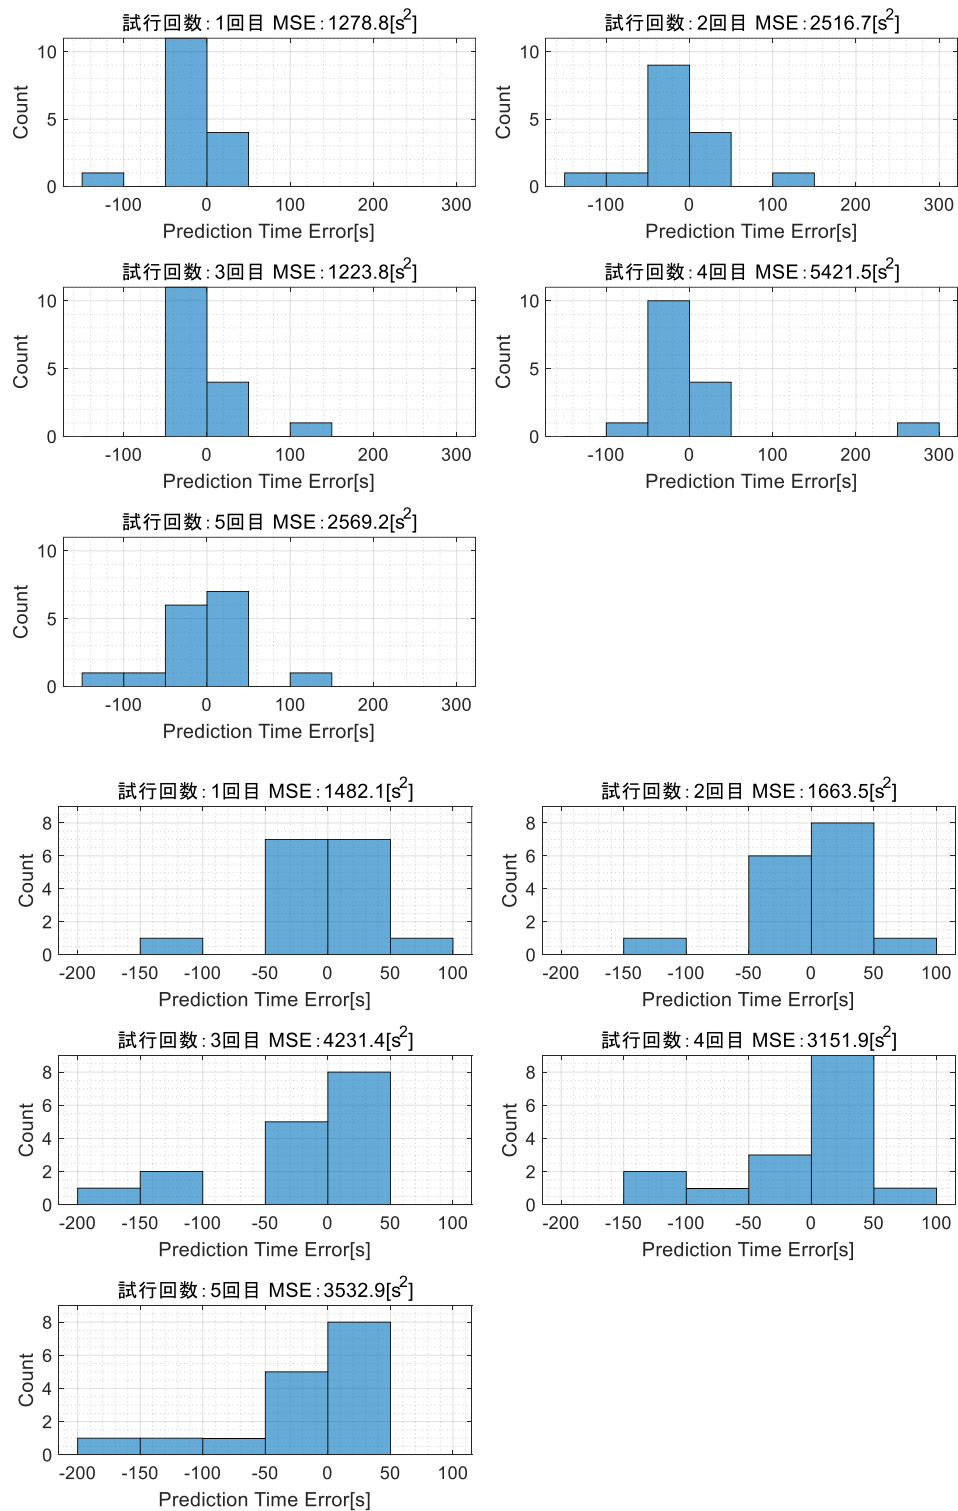 試行回数:1回目 MSE:1278.8[s²]
10
5
0
Count
-100 0 100 200 300
Prediction Time Error[s]
試行回数:2回目 MSE:2516.7[s²]
10
5
0
Count
-100 0 100 200 300
Prediction Time Error[s]
試行回数:3回目 MSE:1223.8[s²]
10
5
0
Count
-100 0 100 200 300
Prediction Time Error[s]
試行回数:4回目 MSE:5421.5[s²]
10
5
0
Count
-100 0 100 200 300
Prediction Time Error[s]
試行回数:5回目 MSE:2569.2[s²]
10
5
0
Count
-100 0 100 200 300
Prediction Time Error[s]
試行回数:1回目 MSE:1482.1[s²]
8
6
4
2
0
Count
-200 -150 -100 -50 0 50 100
Prediction Time Error[s]
試行回数:2回目 MSE:1663.5[s²]
8
6
4
2
0
Count
-200 -150 -100 -50 0 50 100
Prediction Time Error[s]
試行回数:3回目 MSE:4231.4[s²]
8
6
4
2
0
Count
-200 -150 -100 -50 0 50 100
Prediction Time Error[s]
試行回数:4回目 MSE:3151.9[s²]
8
6
4
2
0
Count
-200 -150 -100 -50 0 50 100
Prediction Time Error[s]
試行回数:5回目 MSE:3532.9[s²]
8
6
4
2
0
Count
-200 -150 -100 -50 0 50 100
Prediction Time Error[s]